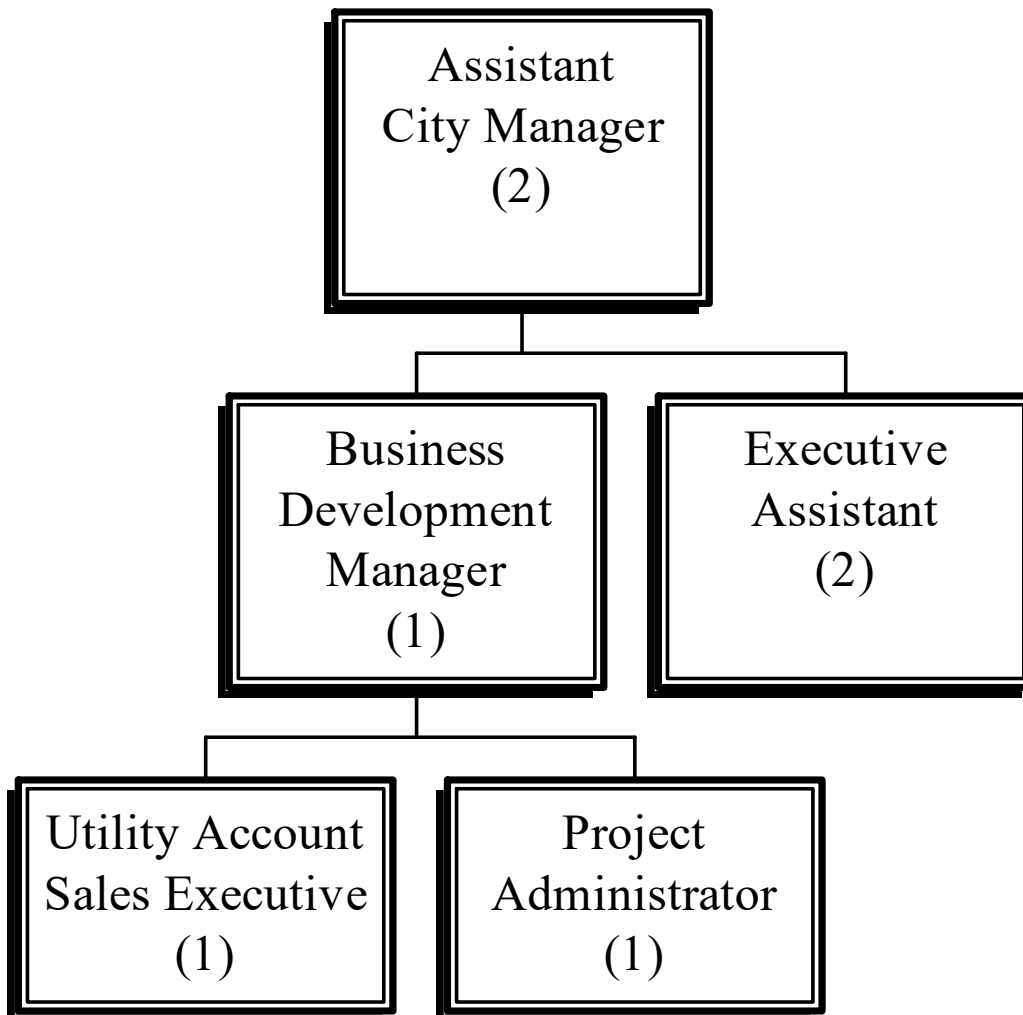 Assistant
City Manager
(2)
Business
Development
Manager
(1)
Executive
Assistant
(2)
Utility Account
Sales Executive
(1)
Project
Administrator
(1)